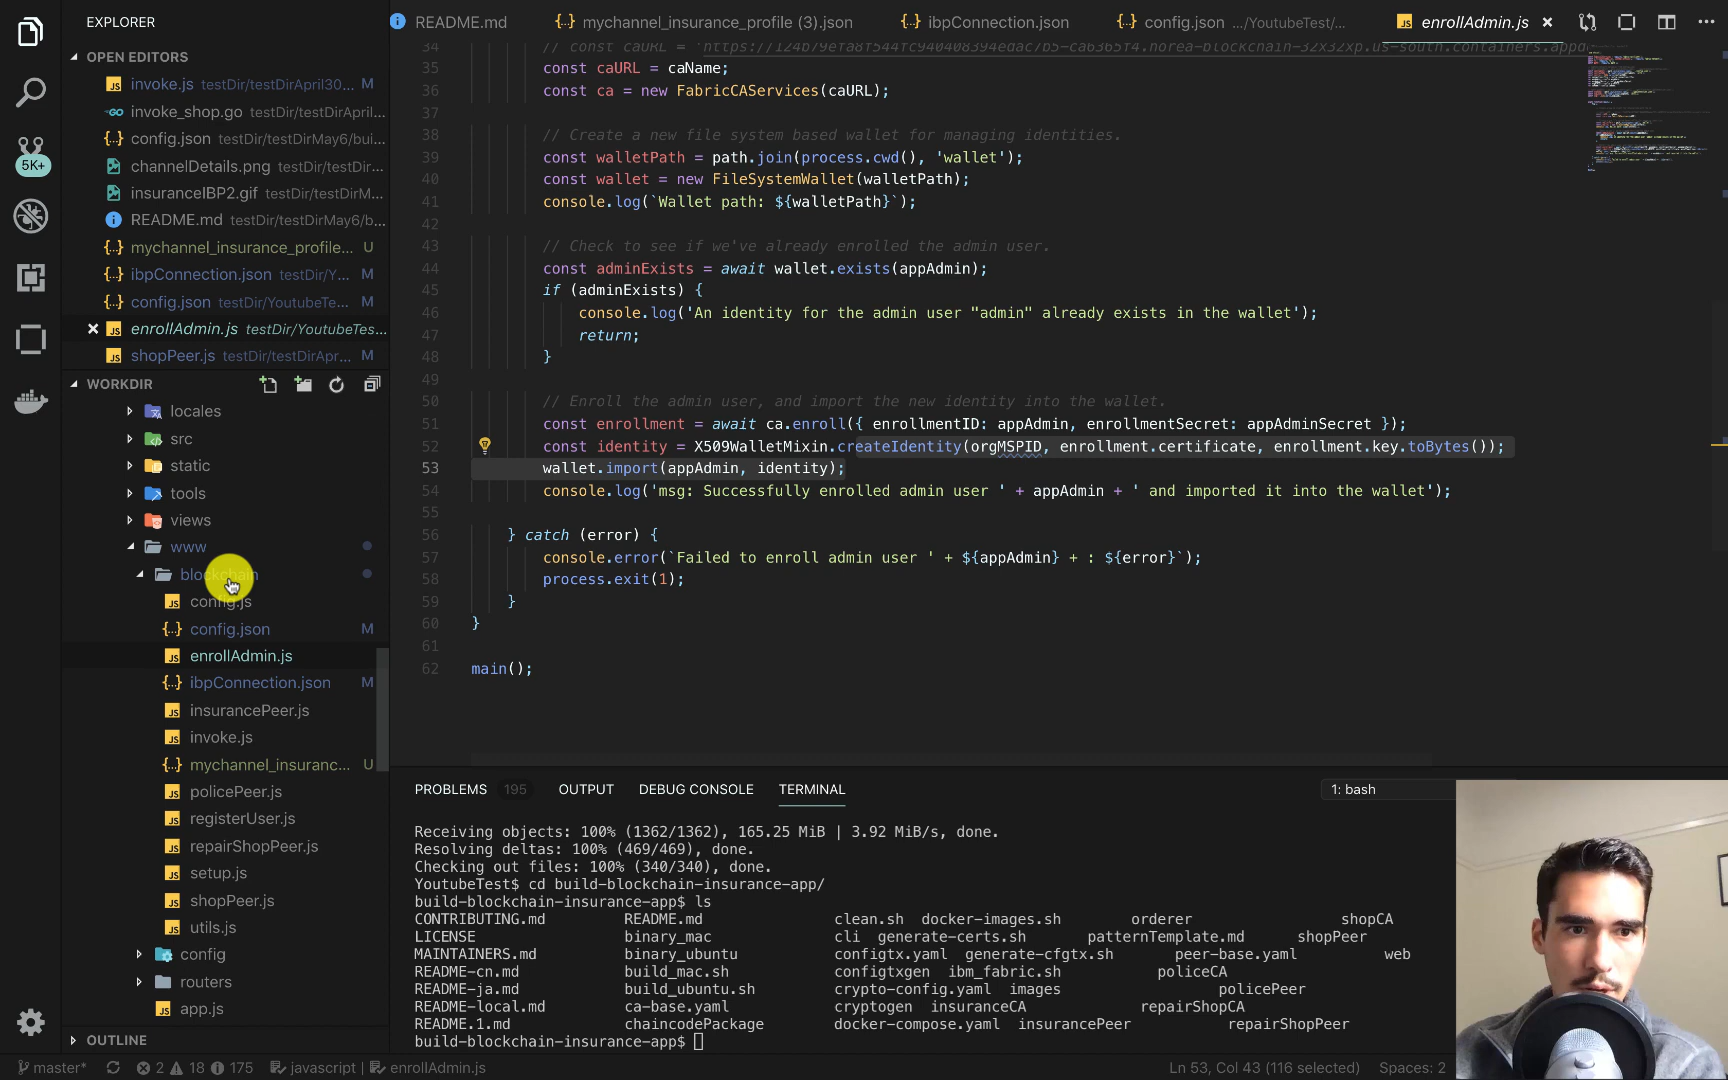 EXPLORER
OPEN EDITORS
invoke.js testDir/testDirApril30... M
invoke_shop.go testDir/testDirApril...
config.json testDir/testDirMay6/bui...
channelDetails.png testDir/testDir...
insuranceIBP2.gif testDir/testDirM...
README.md testDir/testDirMay6/b...
mychannel_insurance_profile... U
ibpConnection.json testDir/Y... M
config.json testDir/YoutubeTe... M
enrollAdmin.js testDir/YoutubeTes...
shopPeer.js testDir/testDirApr... M
WORKDIR
locales
src
static
tools
views
www
blockchain
config.js
config.json M
enrollAdmin.js
ibpConnection.json M
insurancePeer.js
invoke.js
mychannel_insuranc... U
policePeer.js
registerUser.js
repairShopPeer.js
setup.js
shopPeer.js
utils.js
config
routers
app.js
OUTLINE
5K+
README.md mychannel_insurance_profile (3).json ibpConnection.json config.json .../YoutubeTest/... enrollAdmin.js
34 // const caURL = 
35 const caURL = caName;
36 const ca = new FabricCAServices(caURL);
37
38 // Create a new file system based wallet for managing identities.
39 const walletPath = path.join(process.cwd(), 'wallet');
40 const wallet = new FileSystemWallet(walletPath);
41 console.log(`Wallet path: ${walletPath}`);
42
43 // Check to see if we've already enrolled the admin user.
44 const adminExists = await wallet.exists(appAdmin);
45 if (adminExists) {
46 console.log('An identity for the admin user "admin" already exists in the wallet');
47 return;
48 }
49
50 // Enroll the admin user, and import the new identity into the wallet.
51 const enrollment = await ca.enroll({ enrollmentID: appAdmin, enrollmentSecret: appAdminSecret });
52 const identity = X509WalletMixin.createIdentity(orgMSPID, enrollment.certificate, enrollment.key.toBytes());
53 wallet.import(appAdmin, identity);
54 console.log('msg: Successfully enrolled admin user ' + appAdmin + ' and imported it into the wallet');
55
56 } catch (error) {
57 console.error(`Failed to enroll admin user ' + ${appAdmin} + : ${error}`);
58 process.exit(1);
59 }
60 }
61
62 main();
PROBLEMS 195 OUTPUT DEBUG CONSOLE TERMINAL 1: bash
Receiving objects: 100% (1362/1362), 165.25 MiB | 3.92 MiB/s, done.
Resolving deltas: 100% (469/469), done.
Checking out files: 100% (340/340), done.
YoutubeTest$ cd build-blockchain-insurance-app/
build-blockchain-insurance-app$ ls
CONTRIBUTING.md README.md clean.sh docker-images.sh orderer shopCA
LICENSE binary_mac cli generate-certs.sh patternTemplate.md shopPeer
MAINTAINERS.md binary_ubuntu configtx.yaml generate-cfgtx.sh peer-base.yaml web
README-cn.md build_mac.sh configtxgen ibm_fabric.sh policeCA
README-ja.md build_ubuntu.sh crypto-config.yaml images policePeer
README-local.md ca-base.yaml cryptogen insuranceCA repairShopCA
README.1.md chaincodePackage docker-compose.yaml insurancePeer repairShopPeer
build-blockchain-insurance-app$
master* 2 18 175 javascript | enrollAdmin.js Ln 53, Col 43 (116 selected) Spaces: 2